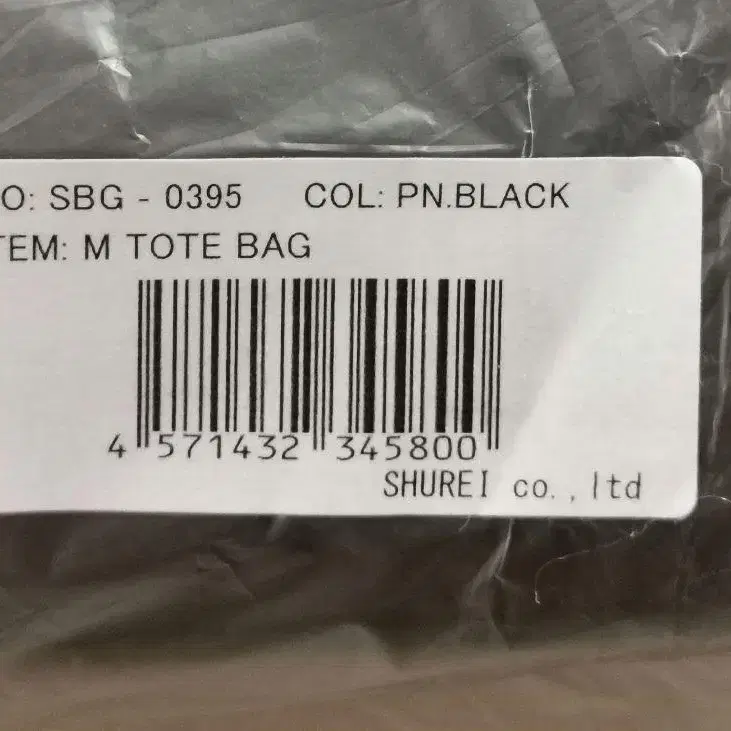 O: SBG - 0395 COL: PN.BLACK
TEM: M TOTE BAG
4 571432 345800
SHUREI co.,ltd